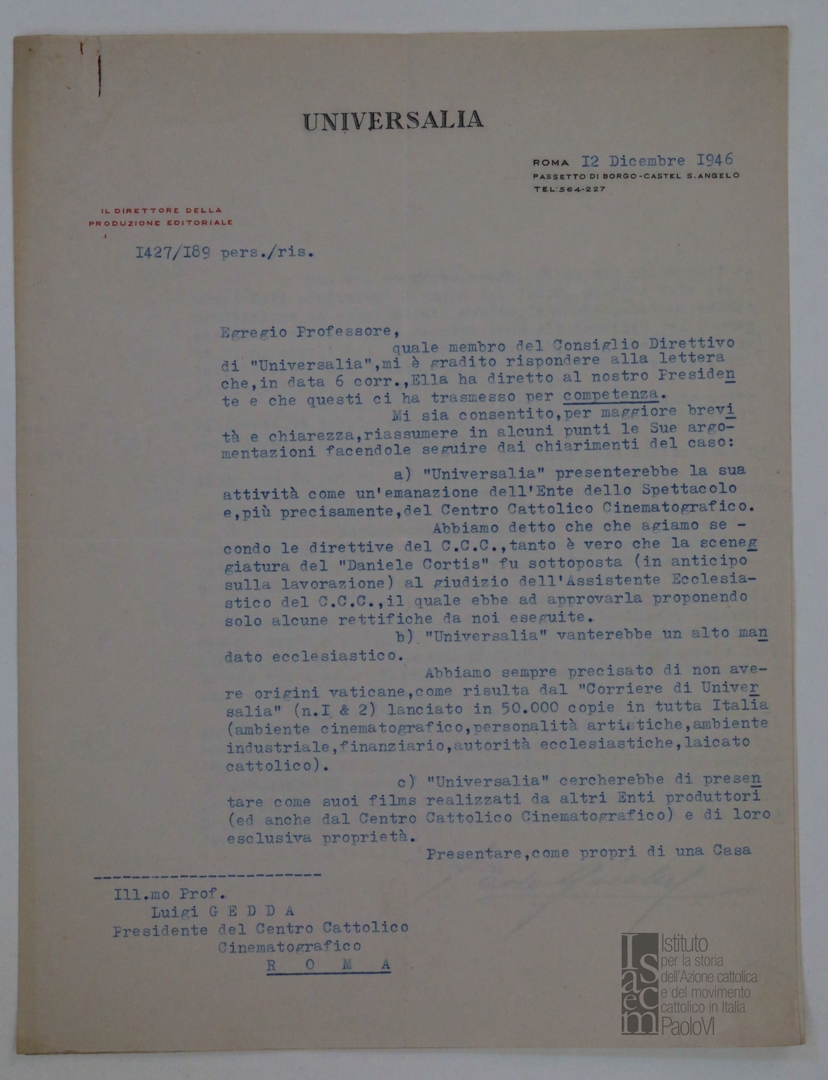 UNIVERSALIA
ROMA 12 Dicembre 1946
PASSETTO DI BORGO-CASTEL S.ANGELO
TEL.564-227
IL DIRETTORE DELLA
PRODUZIONE EDITORIALE
I427/I89 pers./ris.
Egregio Professore,
quale membro del Consiglio Direttivo
di "Universalia",mi è gradito rispondere alla lettera
che,in data 6 corr.,Ella ha diretto al nostro Presiden
te e che questi ci ha trasmesso per competenza.
Mi sia consentito,per maggiore brevi
tà e chiarezza,riassumere in alcuni punti le Sue argo-
mentazioni facendole seguire dai chiarimenti del caso:
a) "Universalia" presenterebbe la sua
attività come un'emanazione dell'Ente dello Spettacolo
e,più precisamente,del Centro Cattolico Cinematografico.
Abbiamo detto che che agiamo se -
condo le direttive del C.C.C.,tanto è vero che la sceneg
giatura del "Daniele Cortis" fu sottoposta (in anticipo
sulla lavorazione) al giudizio dell'Assistente Ecclesia-
stico del C.C.C.,il quale ebbe ad approvarla proponendo
solo alcune rettifiche da noi eseguite.
b) "Universalia" vanterebbe un alto man
dato ecclesiastico.
Abbiamo sempre precisato di non ave-
re origini vaticane,come risulta dal "Corriere di Univer
salia" (n.I & 2) lanciato in 50.000 copie in tutta Italia
(ambiente cinematografico,personalità artistiche,ambiente
industriale,finanziario,autorità ecclesiastiche,laicato
cattolico).
c) "Universalia" cercherebbe di presen
tare come suoi films realizzati da altri Enti produttori
(ed anche dal Centro Cattolico Cinematografico) e di loro
esclusiva proprietà.
Presentare,come propri di una Casa
Ill.mo Prof.
Luigi G E D D A
Presidente del Centro Cattolico
Cinematografico
R O M A
Isacem
Istituto
per la storia
dell'Azione cattolica
e del movimento
cattolico in Italia
PaoloVI